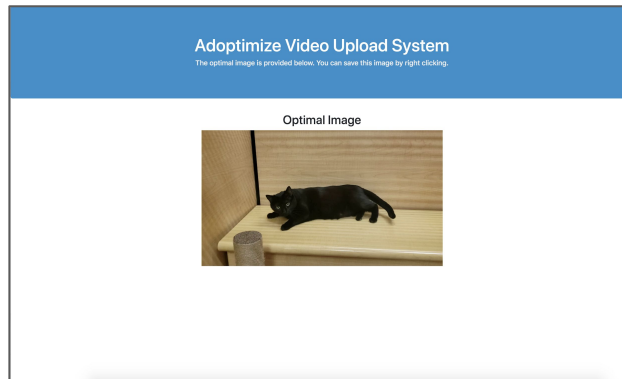 Adoptimize Video Upload System
The optimal image is provided below. You can save this image by right clicking.
Optimal Image